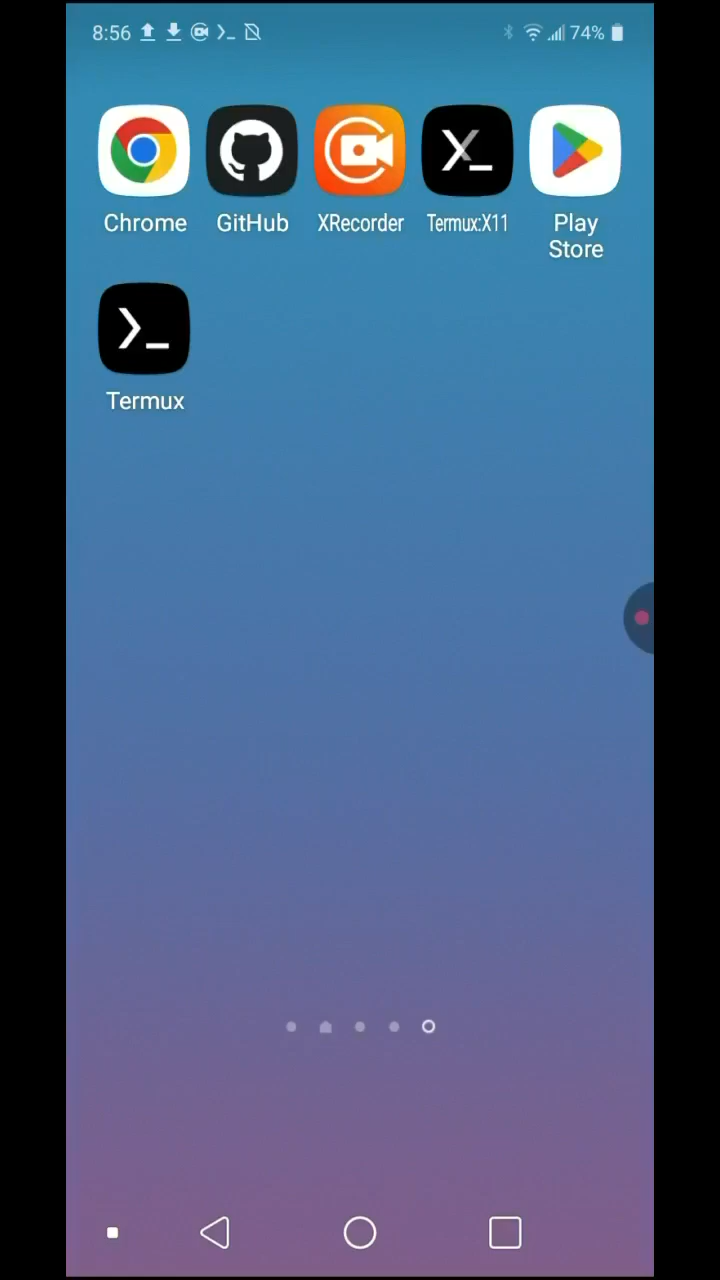 8:56
74%
Chrome
GitHub
XRecorder
Termux:X11
Play
Store
Termux